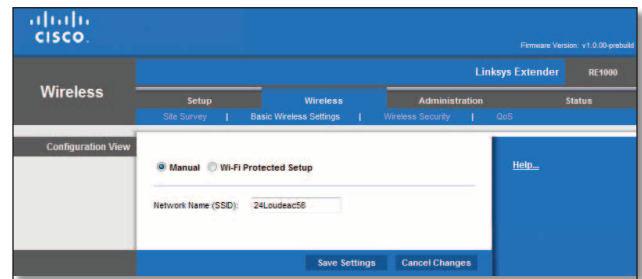 CISCO
Firmware Version: v1.0.00-prebuild
Linksys Extender RE1000
Wireless
Setup Wireless Administration Status
Site Survey | Basic Wireless Settings | Wireless Security | QoS
Configuration View
Manual Wi-Fi Protected Setup
Help...
Network Name (SSID): 24Loudeac56
Save Settings Cancel Changes